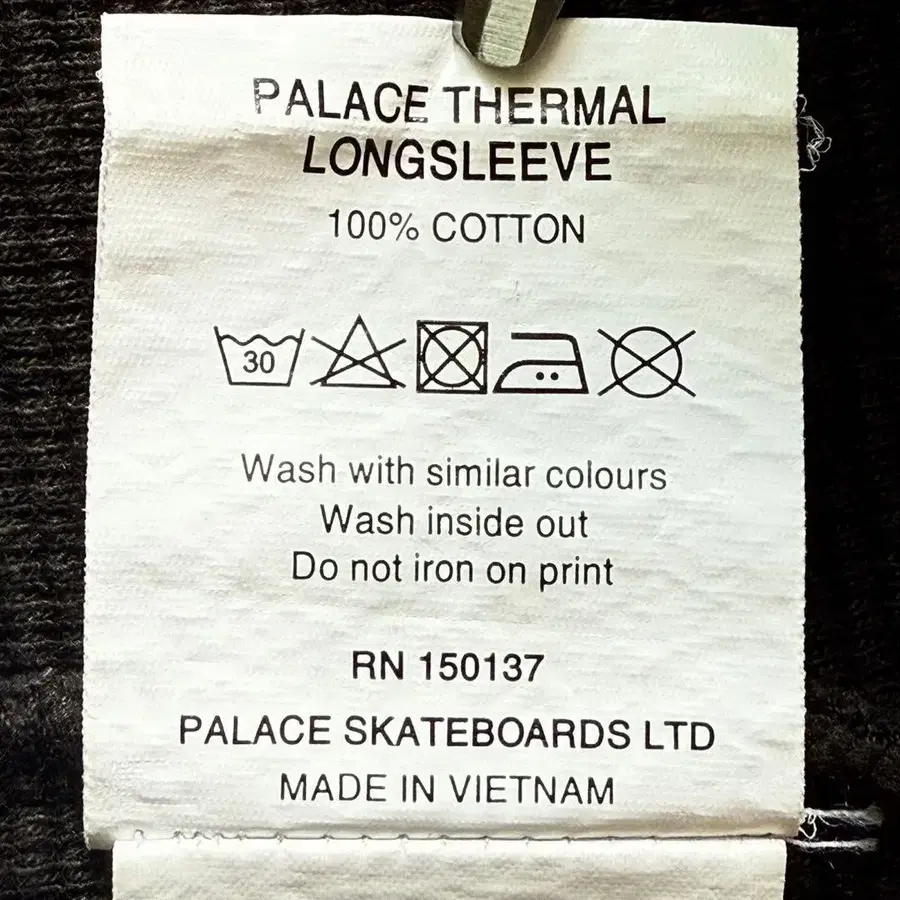 PALACE THERMAL
LONGSLEEVE
100% COTTON
30
Wash with similar colours
Wash inside out
Do not iron on print
RN 150137
PALACE SKATEBOARDS LTD
MADE IN VIETNAM